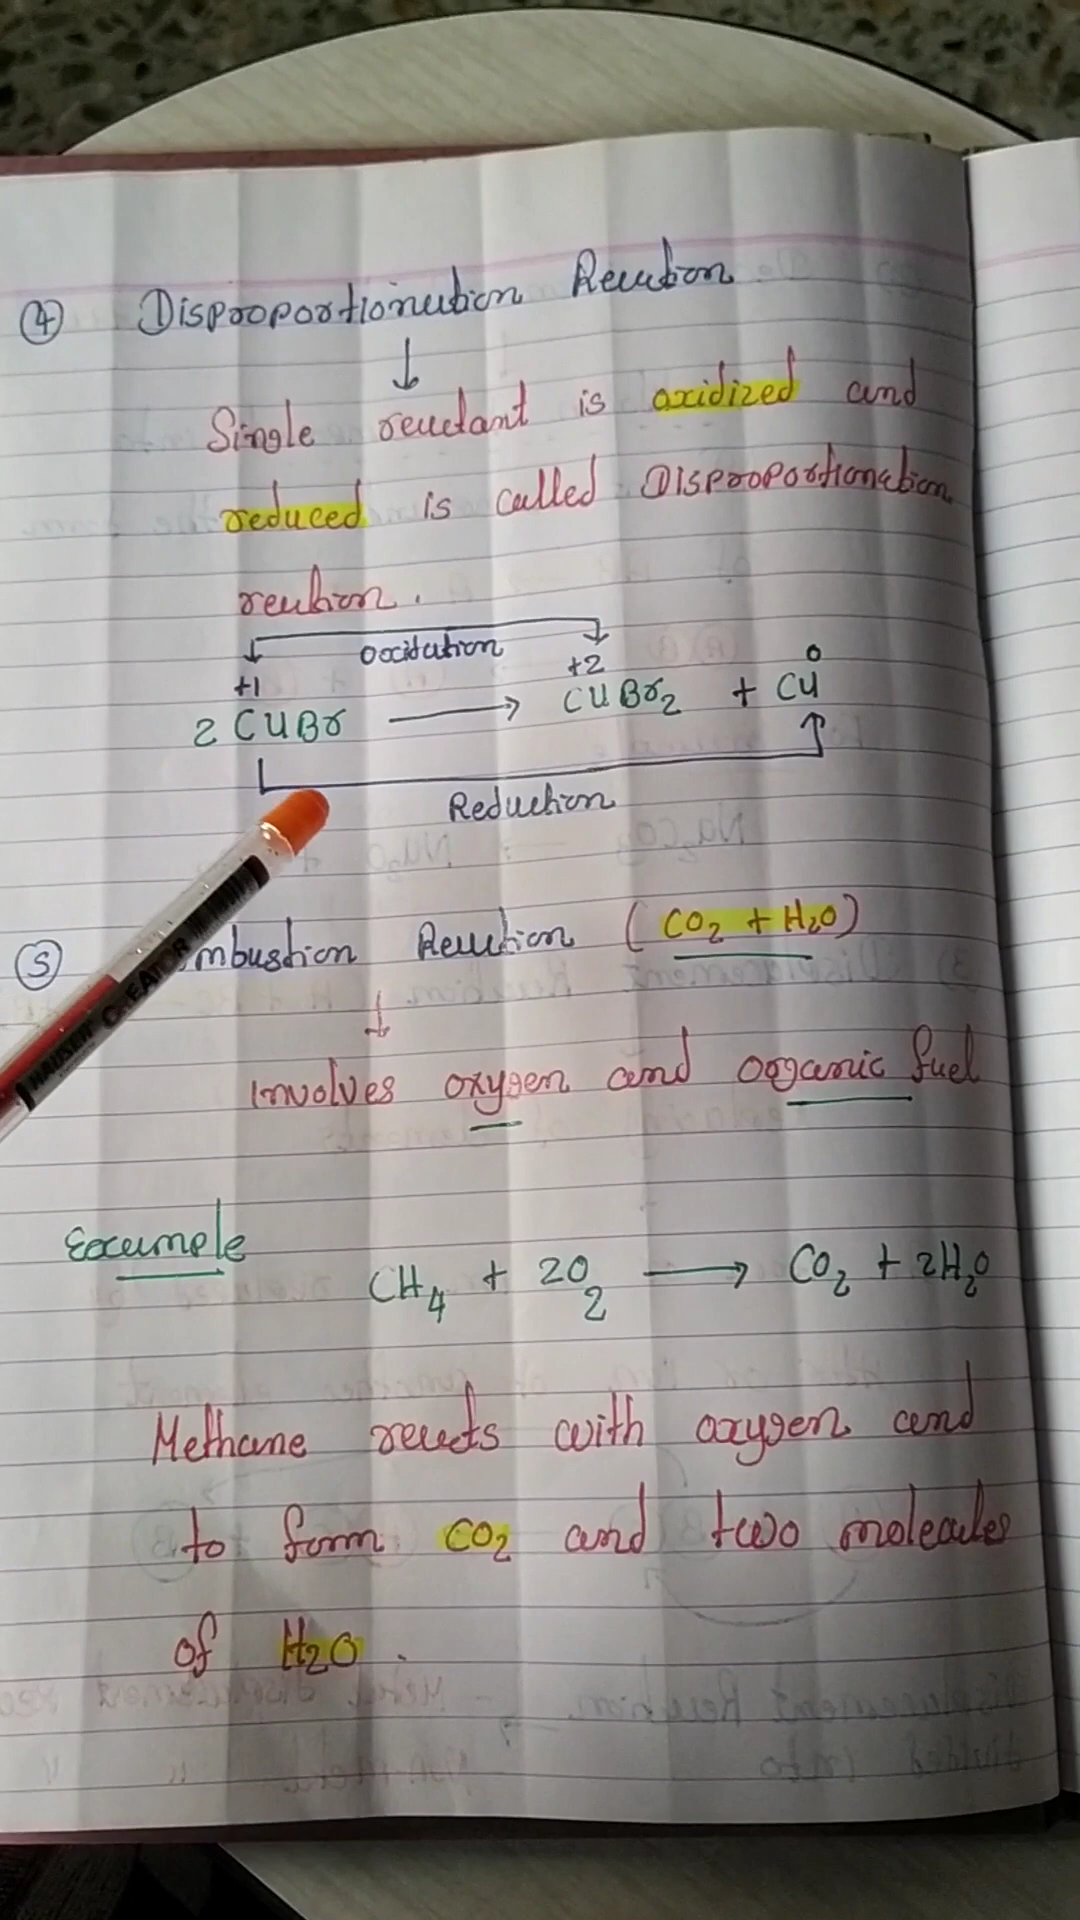 4 Disproportionation Reaction
↓
Single reactant is oxidized and
reduced is called Disproportionation
reaction.
oxidation
+1 +2 0
2 CuBr → CuBr₂ + Cu
Reduction
5 mbustion Reaction (CO₂ + H₂O)
↓
Involves oxygen and organic fuel
Example
CH₄ + 2O₂ → CO₂ + 2H₂O
Methane reacts with oxygen and
to form CO₂ and two molecules
of H₂O.
HAUSER CREATOR